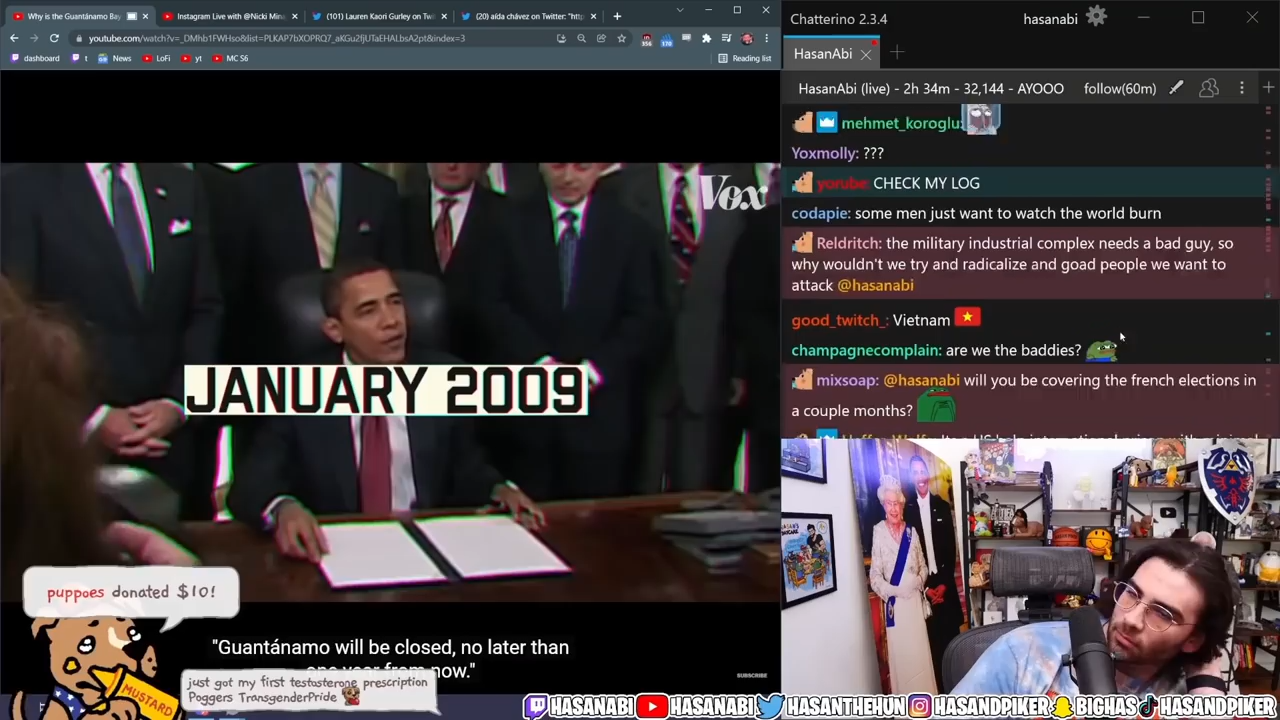 Why is the Guantánamo Bay
Instagram Live with @Nicki Mina
(101) Lauren Kaori Gurley on Twit
(20) aída chávez on Twitter: "http
youtube.com/watch?v=_DMhb1FWHso&list=PLKAP7bXOPRQ7_aKGu2fjUTaEHALbsA2pt&index=3
356
170
dashboard
t
News
LoFi
yt
MC S6
Reading list
Vox
JANUARY 2009
"Guantánamo will be closed, no later than
one year from now."
SUBSCRIBE
puppoes donated $10!
just got my first testosterone prescription
Poggers TransgenderPride
MUSTARD
Chatterino 2.3.4
hasanabi
HasanAbi
HasanAbi (live) - 2h 34m - 32,144 - AYOOO
follow(60m)
mehmet_koroglu:
Yoxmolly: ???
yorube: CHECK MY LOG
codapie: some men just want to watch the world burn
Reldritch: the military industrial complex needs a bad guy, so
why wouldn't we try and radicalize and goad people we want to
attack @hasanabi
good_twitch_: Vietnam
champagnecomplain: are we the baddies?
mixsoap: @hasanabi will you be covering the french elections in
a couple months?
HASANABI
HASANABI
HASANTHEHUN
HASANDPIKER
BIGHAS
HASANDPIKER